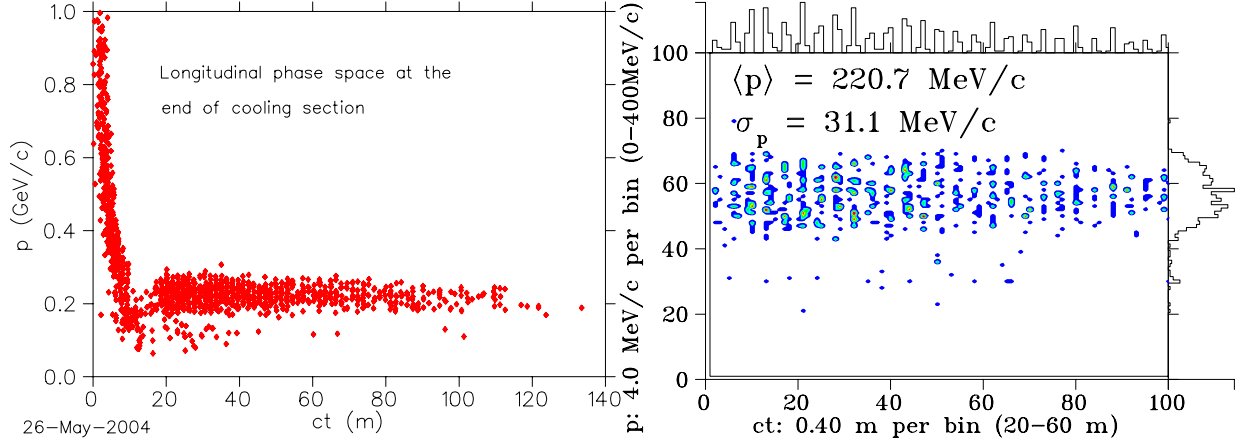 1.0
0.8
0.6
0.4
0.2
0.0
p (GeV/c)
Longitudinal phase space at the
end of cooling section
0 20 40 60 80 100 120 140
ct (m)
26-May-2004
p: 4.0 MeV/c per bin (0-400MeV/c)
100
80
60
40
20
0
⟨p⟩ = 220.7 MeV/c
σp = 31.1 MeV/c
0 20 40 60 80 100
ct: 0.40 m per bin (20-60 m)